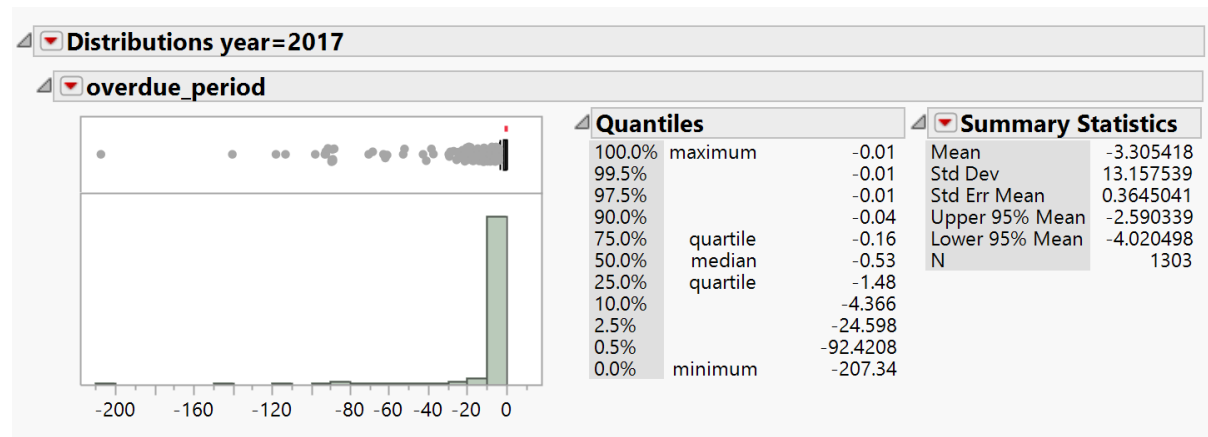 Distributions year=2017
overdue_period
-200 -160 -120 -80 -60 -40 -20 0
Quantiles
100.0% maximum -0.01
99.5% -0.01
97.5% -0.01
90.0% -0.04
75.0% quartile -0.16
50.0% median -0.53
25.0% quartile -1.48
10.0% -4.366
2.5% -24.598
0.5% -92.4208
0.0% minimum -207.34
Summary Statistics
Mean -3.305418
Std Dev 13.157539
Std Err Mean 0.3645041
Upper 95% Mean -2.590339
Lower 95% Mean -4.020498
N 1303